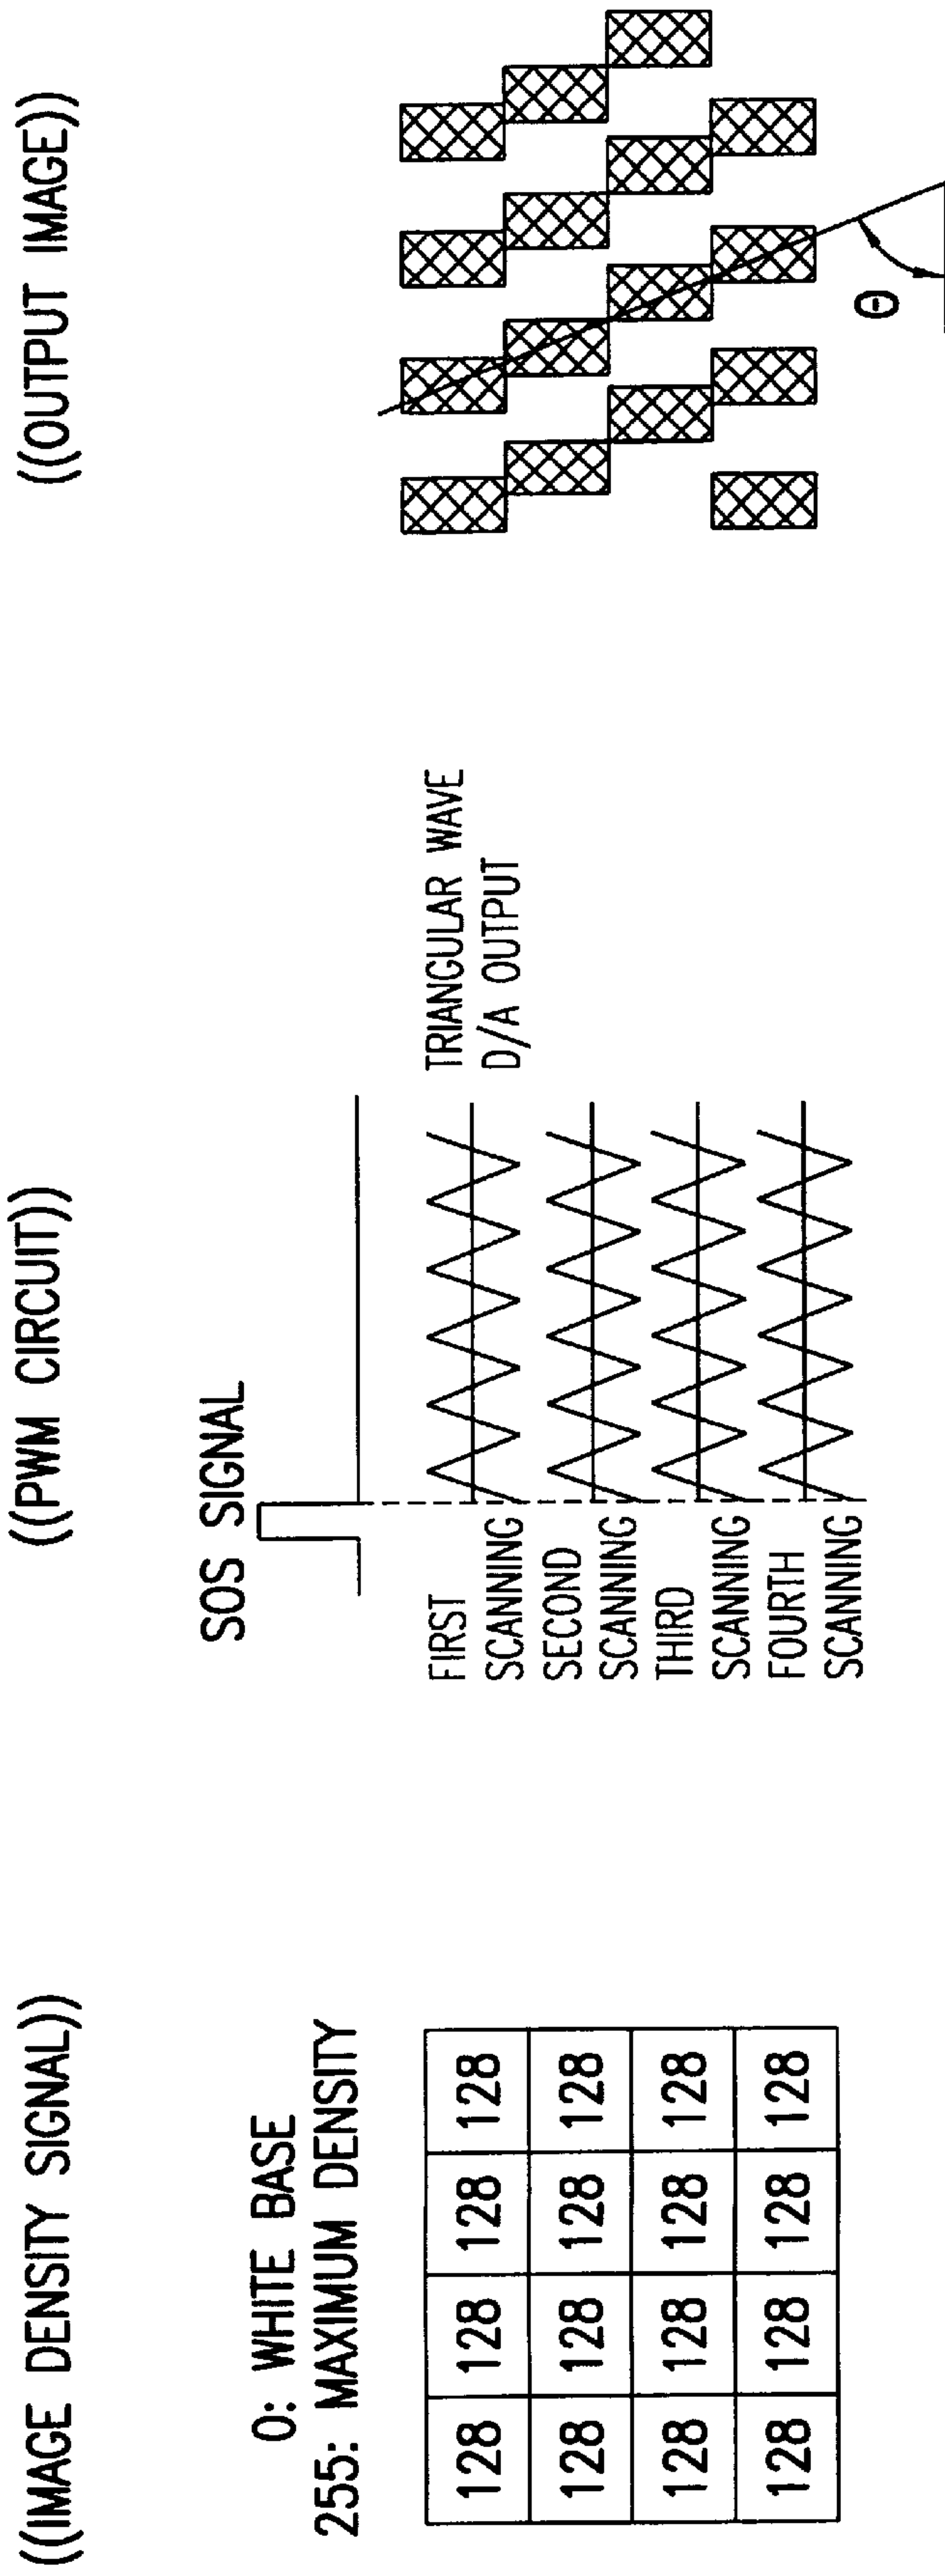 ((IMAGE DENSITY SIGNAL))
0: WHITE BASE
255: MAXIMUM DENSITY
128 128 128 128
128 128 128 128
128 128 128 128
128 128 128 128
((PWM CIRCUIT))
SOS SIGNAL
FIRST
SCANNING
SECOND
SCANNING
THIRD
SCANNING
FOURTH
SCANNING
TRIANGULAR WAVE
D/A OUTPUT
((OUTPUT IMAGE))
Θ